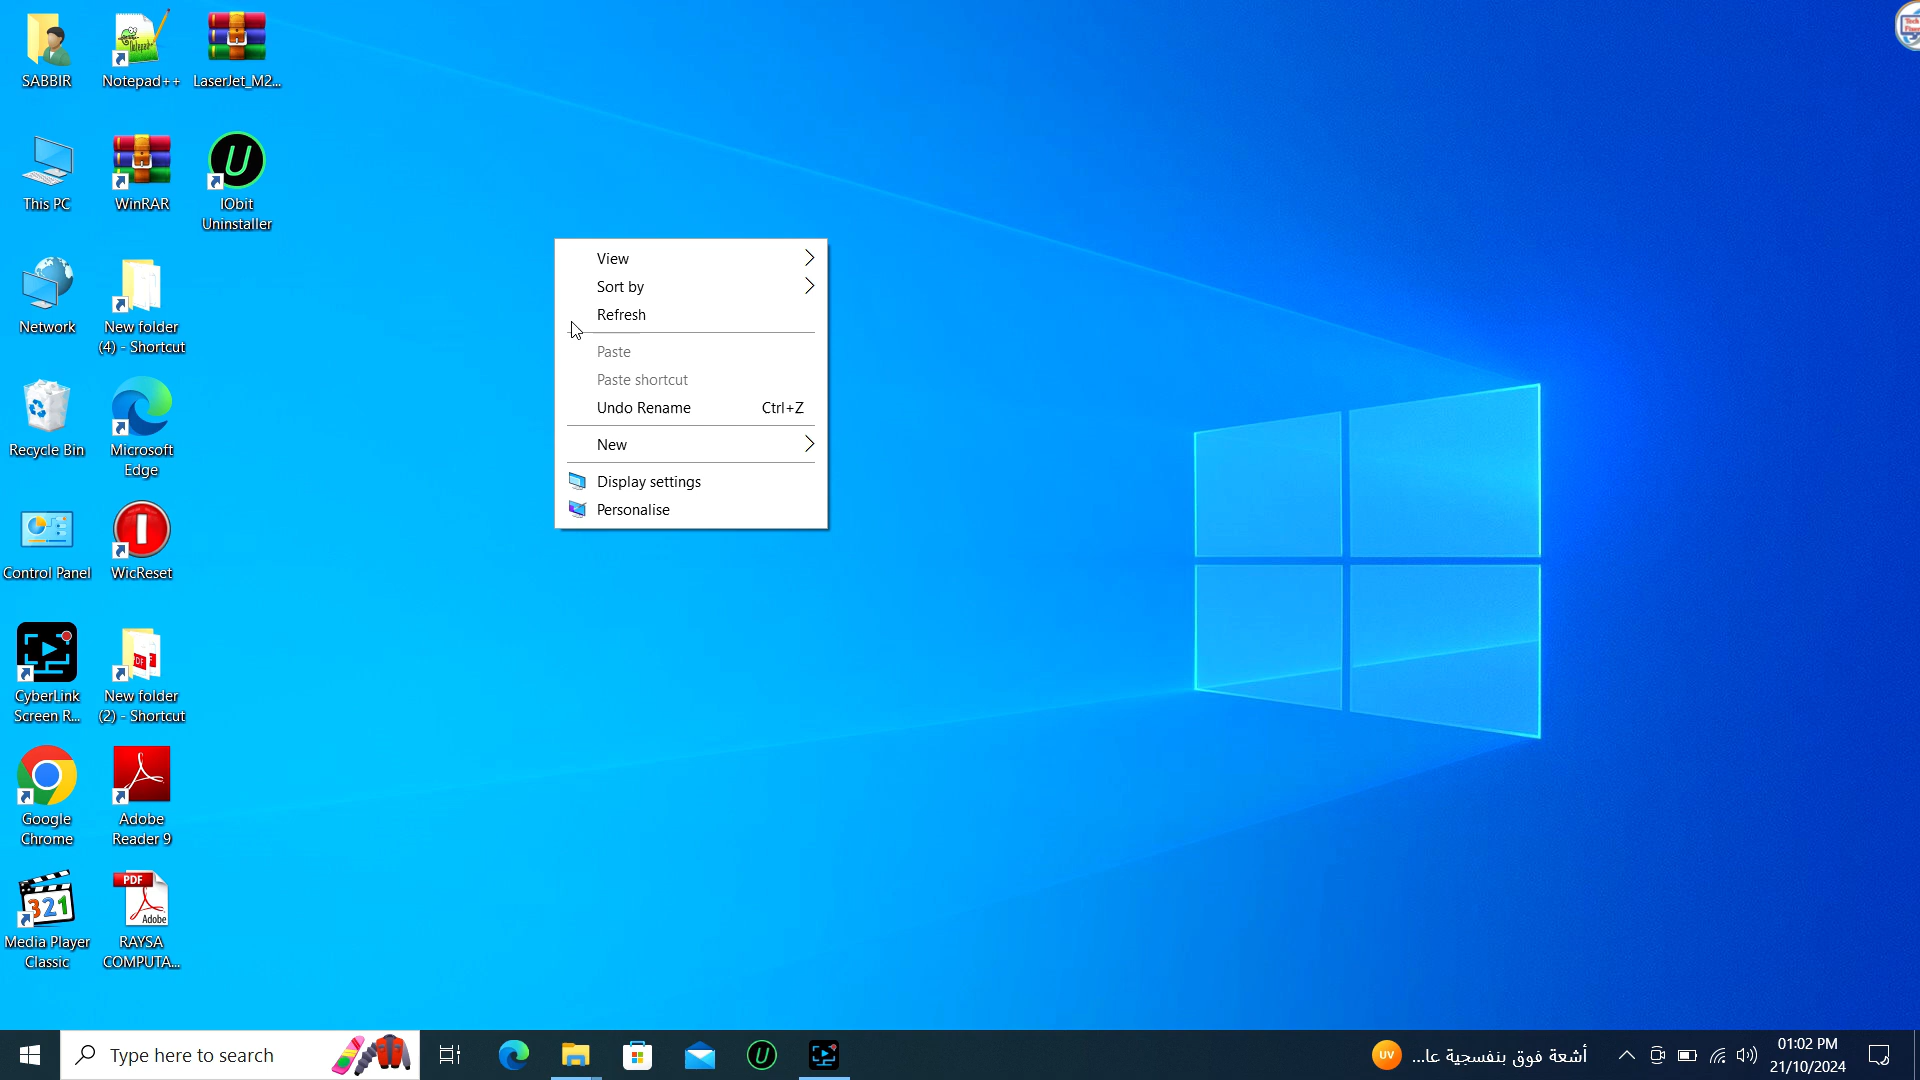 SABBIR
Notepad++
LaserJet_M2...
This PC
WinRAR
IObit
Uninstaller
Network
New folder
(4) - Shortcut
Recycle Bin
Microsoft
Edge
Control Panel
WicReset
CyberLink
Screen R...
New folder
(2) - Shortcut
Google
Chrome
Adobe
Reader 9
321
Media Player
Classic
PDF
Adobe
RAYSA
COMPUTA...
View
Sort by
Refresh
Paste
Paste shortcut
Undo Rename Ctrl+Z
New
Display settings
Personalise
Type here to search
UV
أشعة فوق بنفسجية عا...
01:02 PM
21/10/2024